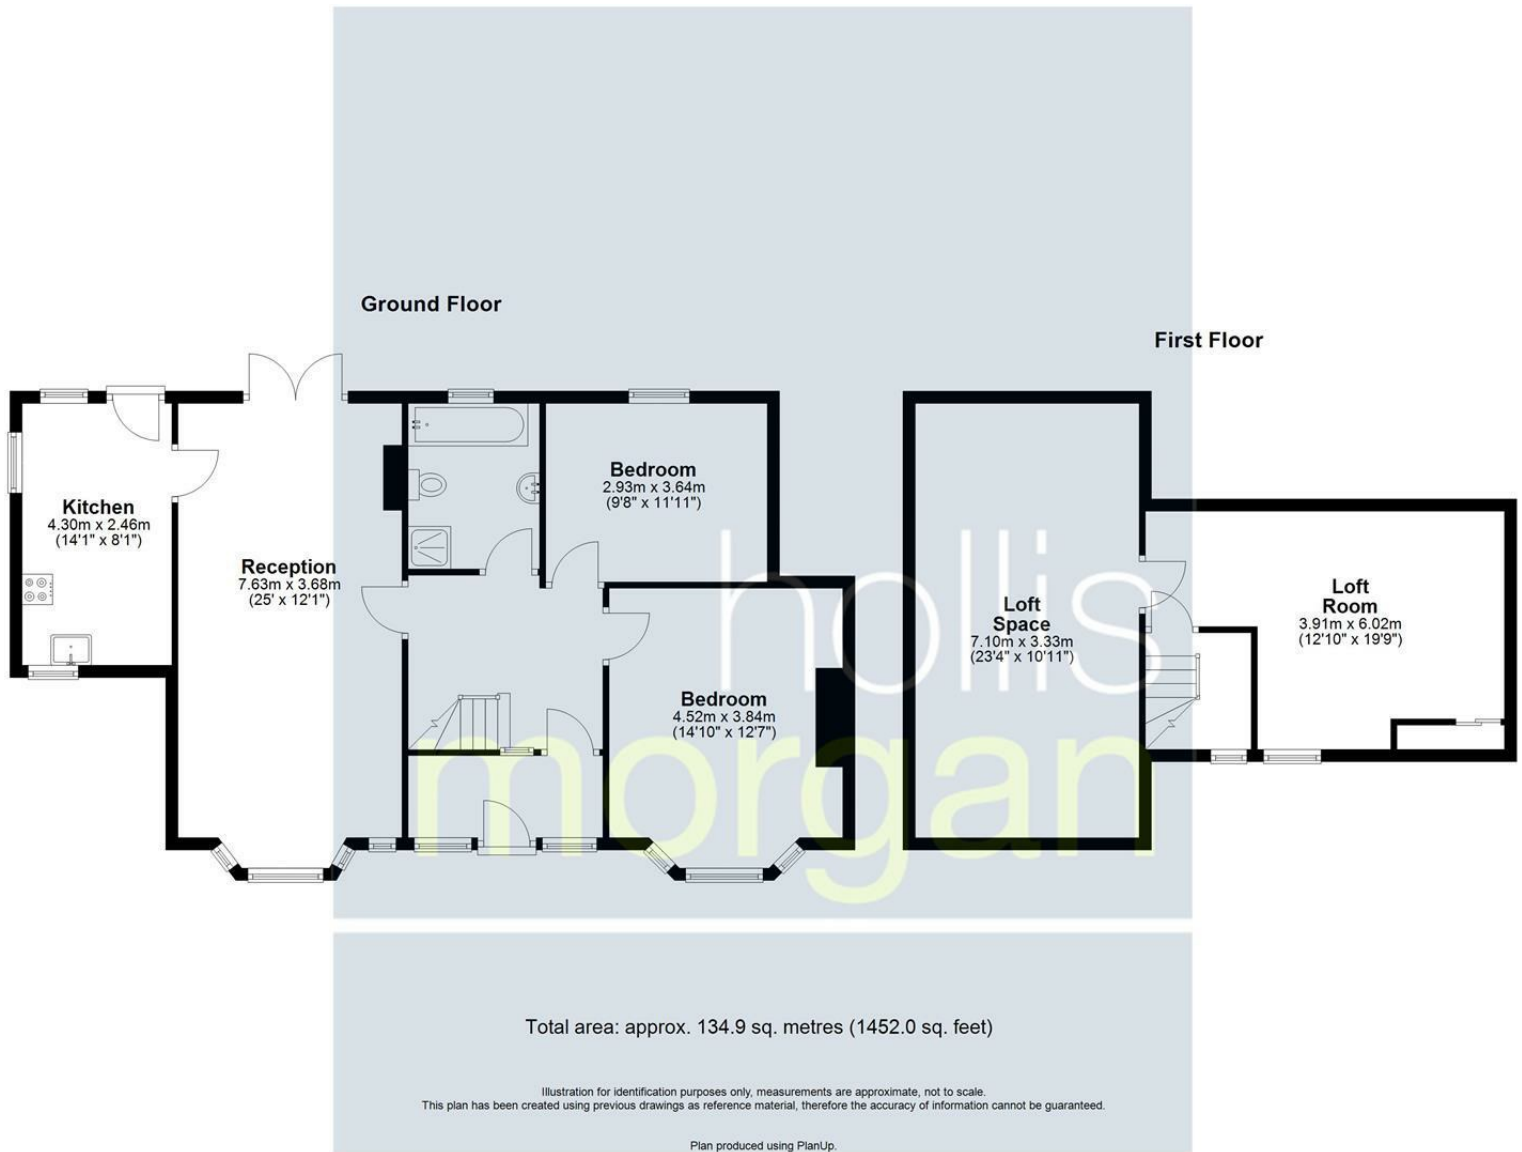 Ground Floor
First Floor
Kitchen
4.30m x 2.46m
(14'1" x 8'1")
Reception
7.63m x 3.68m
(25' x 12'1")
Bedroom
2.93m x 3.64m
(9'8" x 11'11")
Bedroom
4.52m x 3.84m
(14'10" x 12'7")
Loft
Space
7.10m x 3.33m
(23'4" x 10'11")
Loft
Room
3.91m x 6.02m
(12'10" x 19'9")
hollis
morgan
Total area: approx. 134.9 sq. metres (1452.0 sq. feet)
Illustration for identification purposes only, measurements are approximate, not to scale.
This plan has been created using previous drawings as reference material, therefore the accuracy of information cannot be guaranteed.
Plan produced using PlanUp.